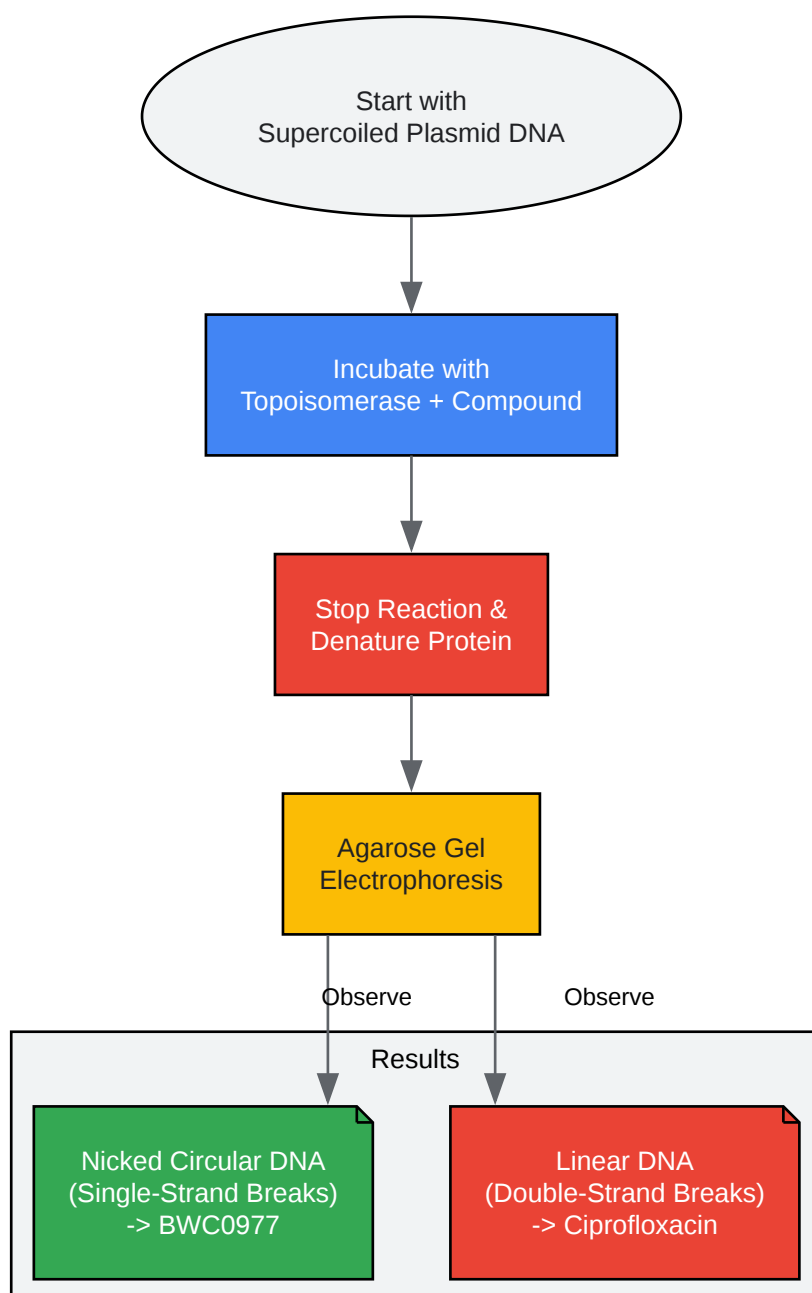 Start with
Supercoiled Plasmid DNA
Incubate with
Topoisomerase + Compound
Stop Reaction &
Denature Protein
Agarose Gel
Electrophoresis
Observe
Observe
Results
Nicked Circular DNA
(Single-Strand Breaks)
-> BWC0977
Linear DNA
(Double-Strand Breaks)
-> Ciprofloxacin